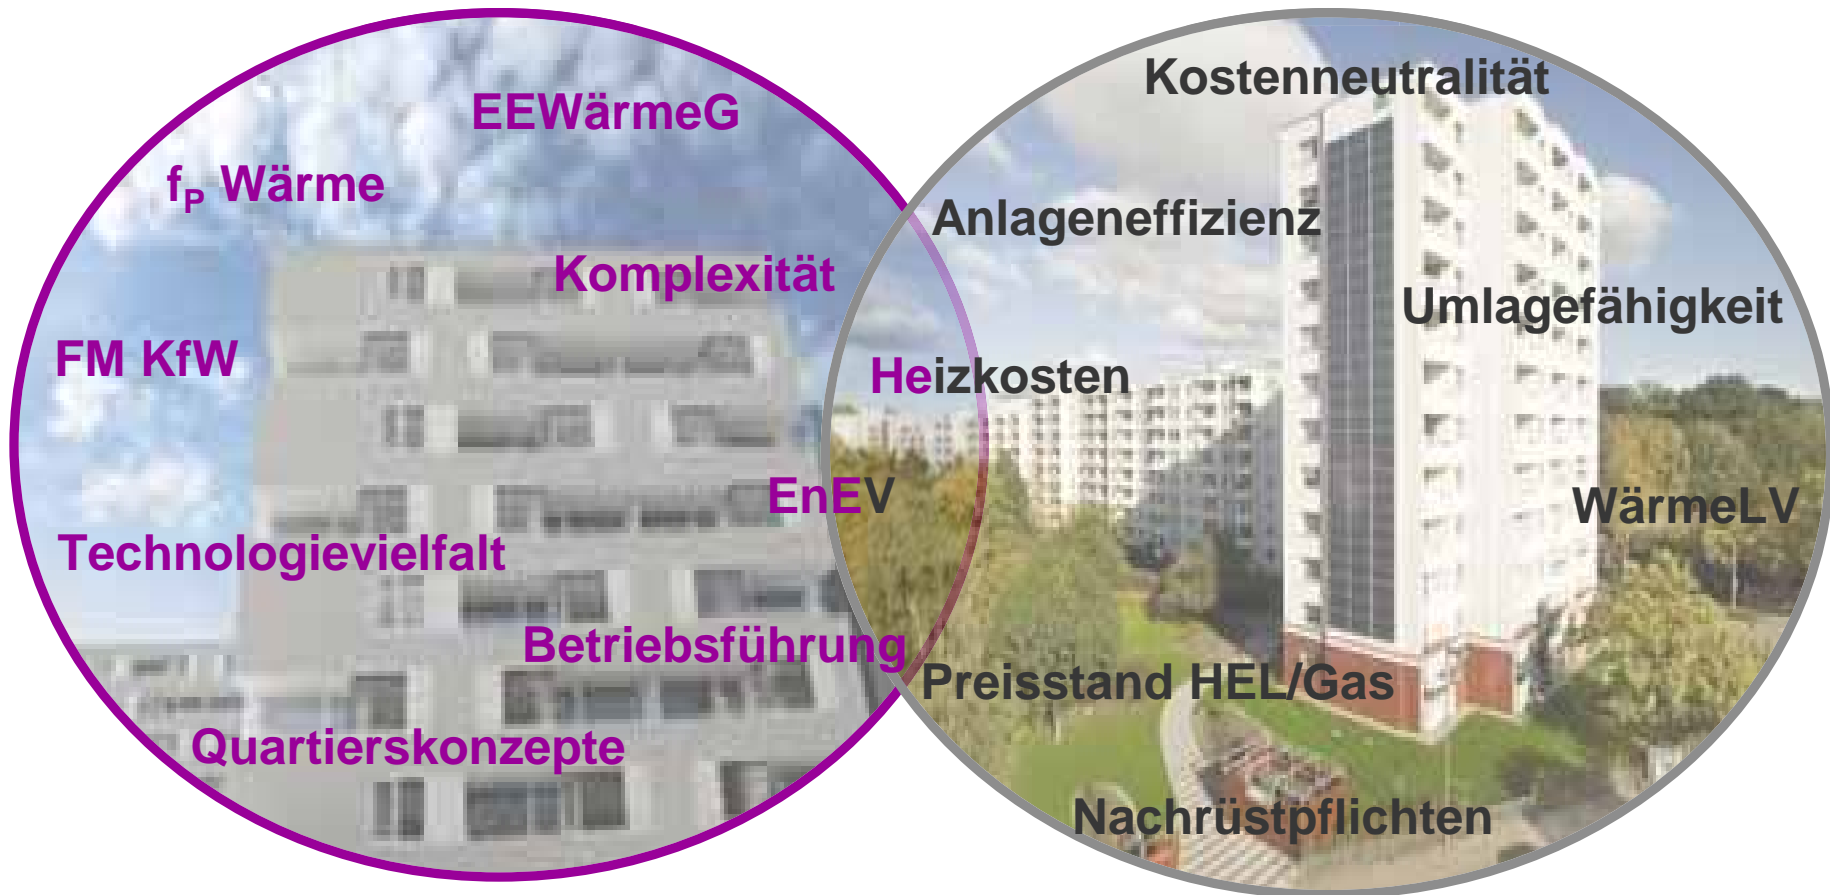 EEWärmeG
fP Wärme
Komplexität
FM KfW
Technologievielfalt
Betriebsführung
Quartierskonzepte
Heizkosten
EnEV
Kostenneutralität
Anlageneffizienz
Umlagefähigkeit
WärmeLV
Preisstand HEL/Gas
Nachrüstpflichten